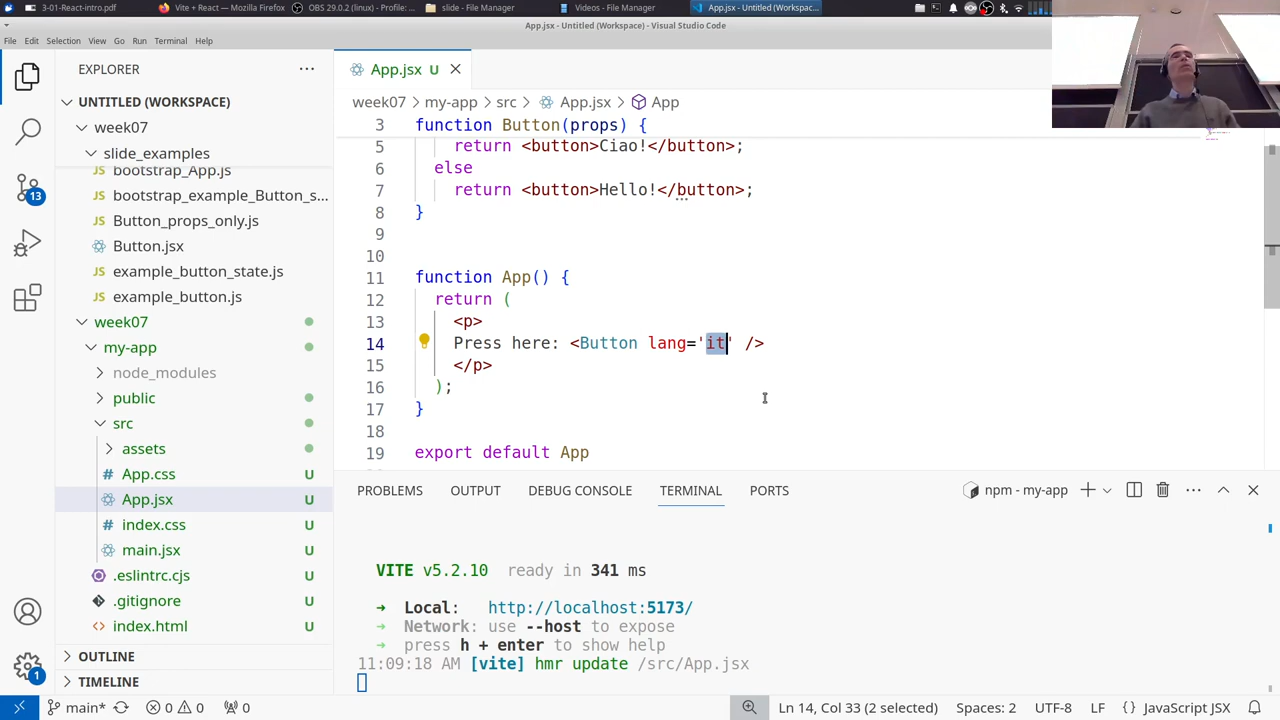 3-01-React-intro.pdf
Vite + React — Mozilla Firefox
OBS 29.0.2 (linux) - Profile: ...
slide - File Manager
Videos - File Manager
App.jsx - Untitled (Workspac...
App.jsx - Untitled (Workspace) - Visual Studio Code
File Edit Selection View Go Run Terminal Help
EXPLORER
UNTITLED (WORKSPACE)
week07
slide_examples
bootstrap_App.js
bootstrap_example_Button_s...
Button_props_only.js
Button.jsx
example_button_state.js
example_button.js
week07
my-app
node_modules
public
src
assets
App.css U
App.jsx U
index.css U
main.jsx U
.eslintrc.cjs U
.gitignore U
index.html U
OUTLINE
TIMELINE
13
1
App.jsx U
week07 > my-app > src > App.jsx > App
3 function Button(props) {
5 return <button>Ciao!</button>;
6 else
7 return <button>Hello!</button>;
8 }
9
10
11 function App() {
12 return (
13 <p>
14 Press here: <Button lang='it' />
15 </p>
16 );
17 }
18
19 export default App
PROBLEMS OUTPUT DEBUG CONSOLE TERMINAL PORTS
npm - my-app
VITE v5.2.10 ready in 341 ms
➜ Local: http://localhost:5173/
➜ Network: use --host to expose
➜ press h + enter to show help
11:09:18 AM [vite] hmr update /src/App.jsx
main* 0 0 0
Ln 14, Col 33 (2 selected) Spaces: 2 UTF-8 LF {} JavaScript JSX